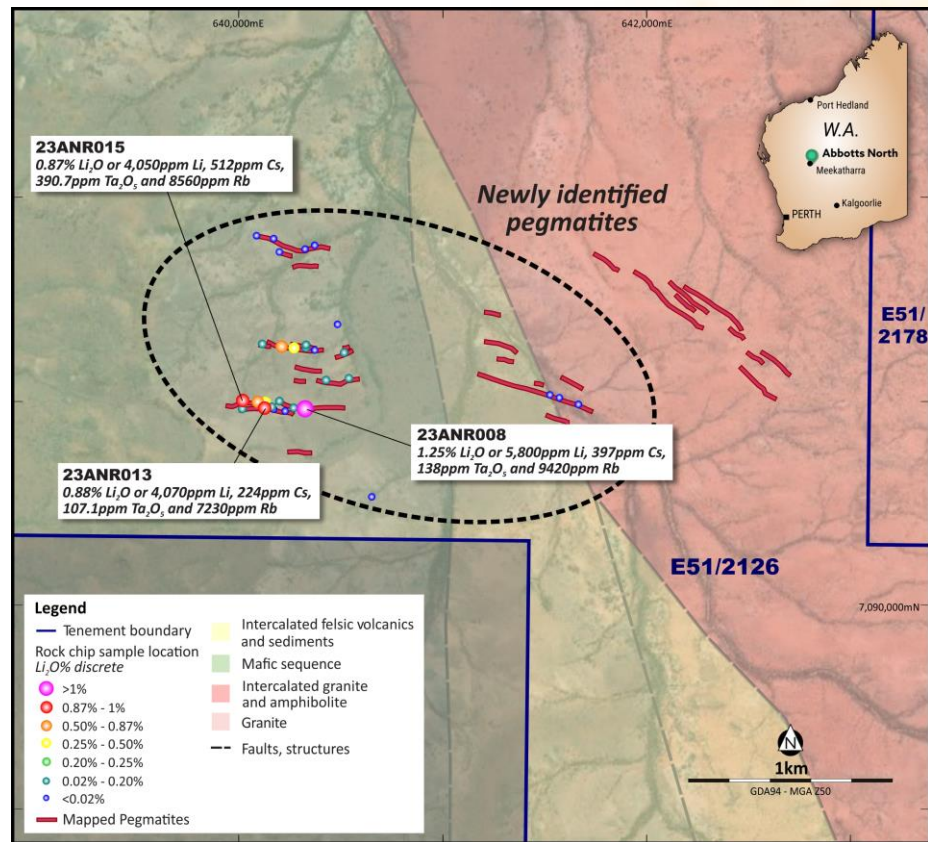 640,000mE
642,000mE
Port Hedland
W.A.
Abbotts North
Meekatharra
Kalgoorlie
PERTH
23ANR015
0.87% Li₂O or 4,050ppm Li, 512ppm Cs,
390.7ppm Ta₂O₅ and 8560ppm Rb
Newly identified
pegmatites
E51/
2178
23ANR008
1.25% Li₂O or 5,800ppm Li, 397ppm Cs,
138ppm Ta₂O₅ and 9420ppm Rb
23ANR013
0.88% Li₂O or 4,070ppm Li, 224ppm Cs,
107.1ppm Ta₂O₅ and 7230ppm Rb
E51/2126
7,090,000mN
Legend
Tenement boundary
Rock chip sample location
Li₂O% discrete
>1%
0.87% - 1%
0.50% - 0.87%
0.25% - 0.50%
0.20% - 0.25%
0.02% - 0.20%
<0.02%
Mapped Pegmatites
Intercalated felsic volcanics
and sediments
Mafic sequence
Intercalated granite
and amphibolite
Granite
Faults, structures
N
1km
GDA94 - MGA Z50